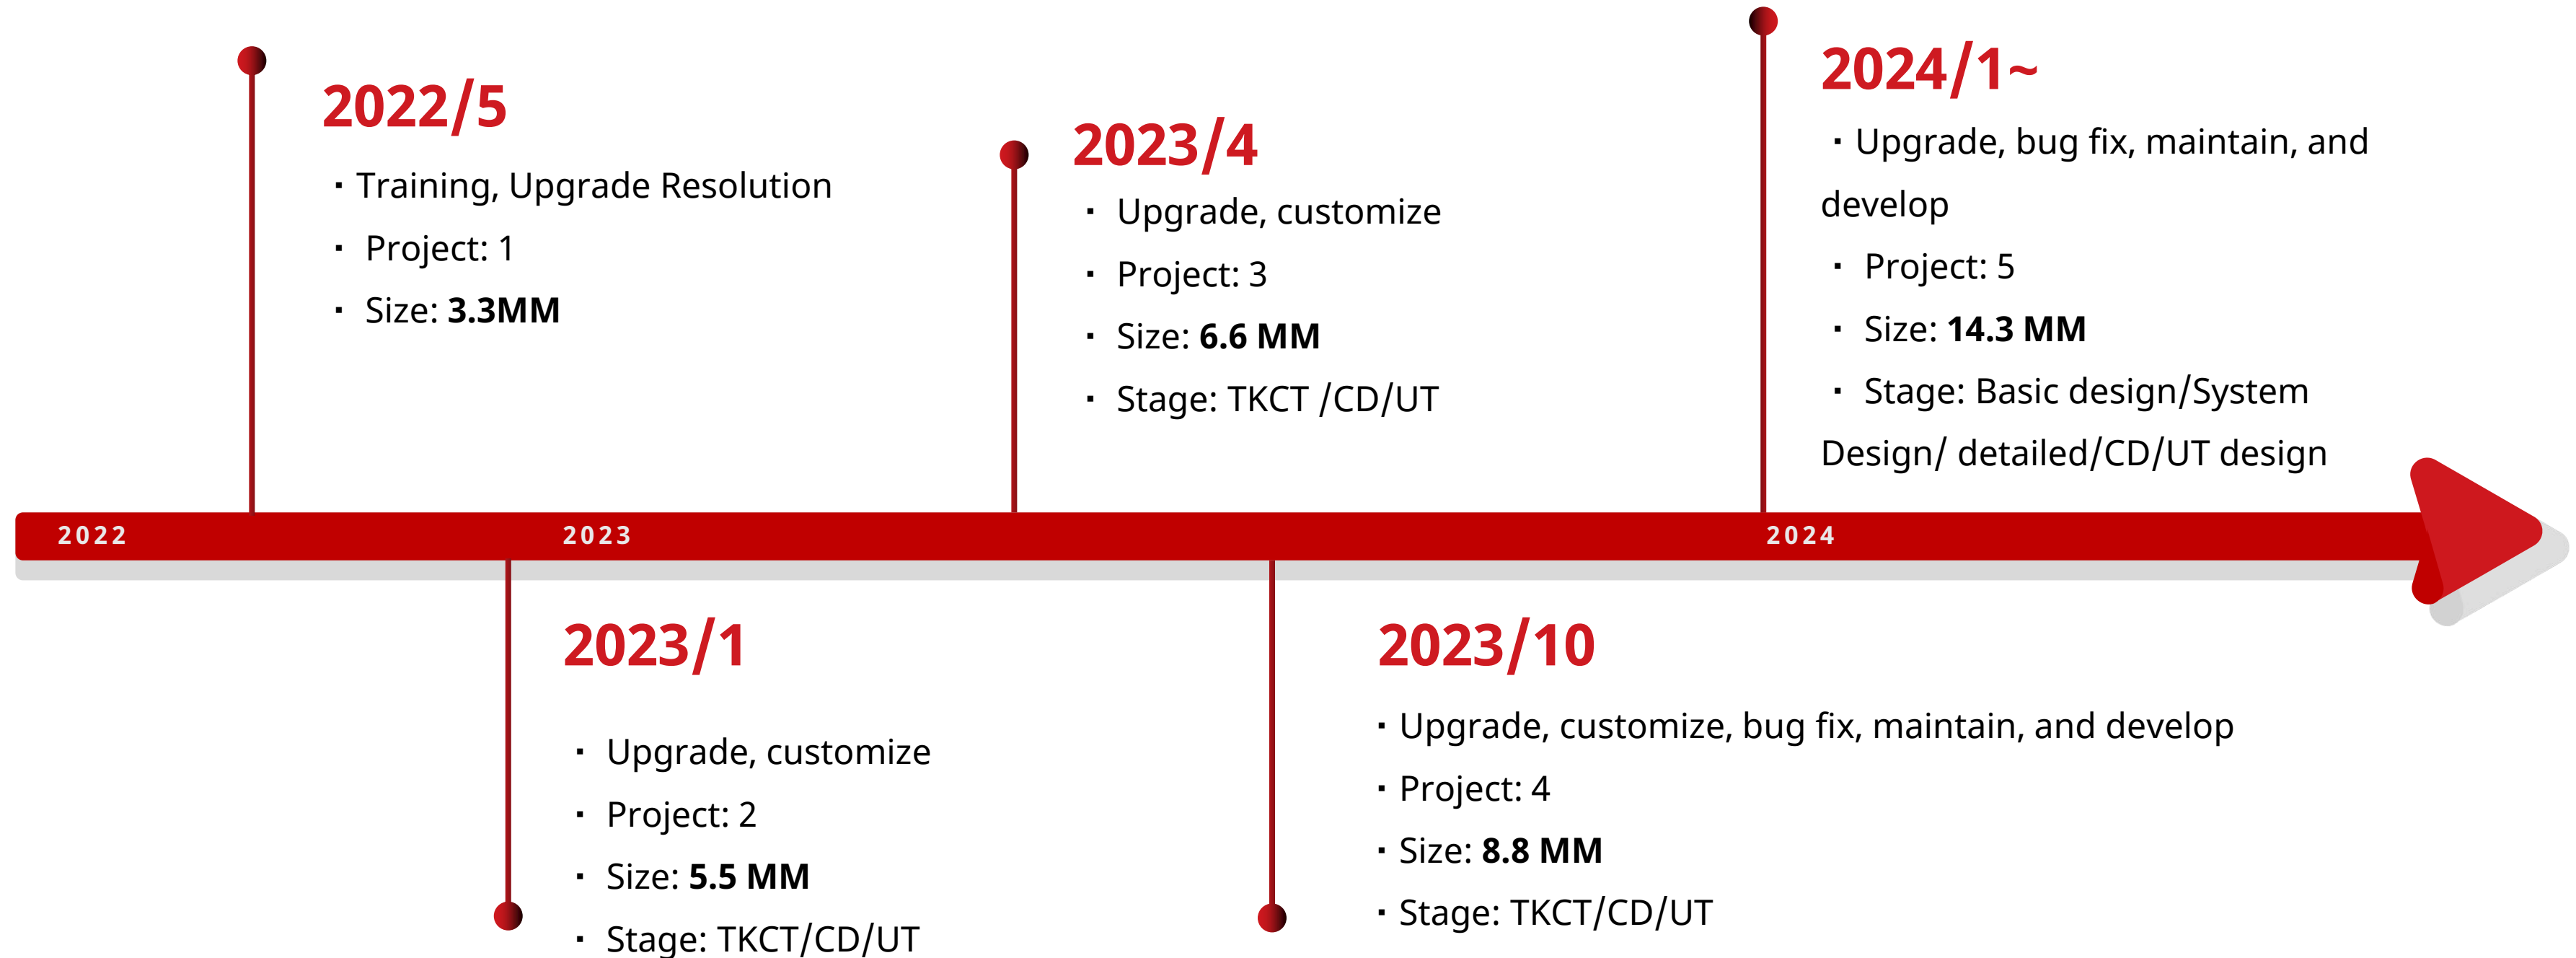 2022/5
▪ Training, Upgrade Resolution
▪ Project: 1
▪ Size: 3.3MM
2023/4
▪ Upgrade, customize
▪ Project: 3
▪ Size: 6.6 MM
▪ Stage: TKCT /CD/UT
2024/1~
▪ Upgrade, bug fix, maintain, and
develop
▪ Project: 5
▪ Size: 14.3 MM
▪ Stage: Basic design/System
Design/ detailed/CD/UT design
2022
2023
2024
2023/1
▪ Upgrade, customize
▪ Project: 2
▪ Size: 5.5 MM
▪ Stage: TKCT/CD/UT
2023/10
▪ Upgrade, customize, bug fix, maintain, and develop
▪ Project: 4
▪ Size: 8.8 MM
▪ Stage: TKCT/CD/UT